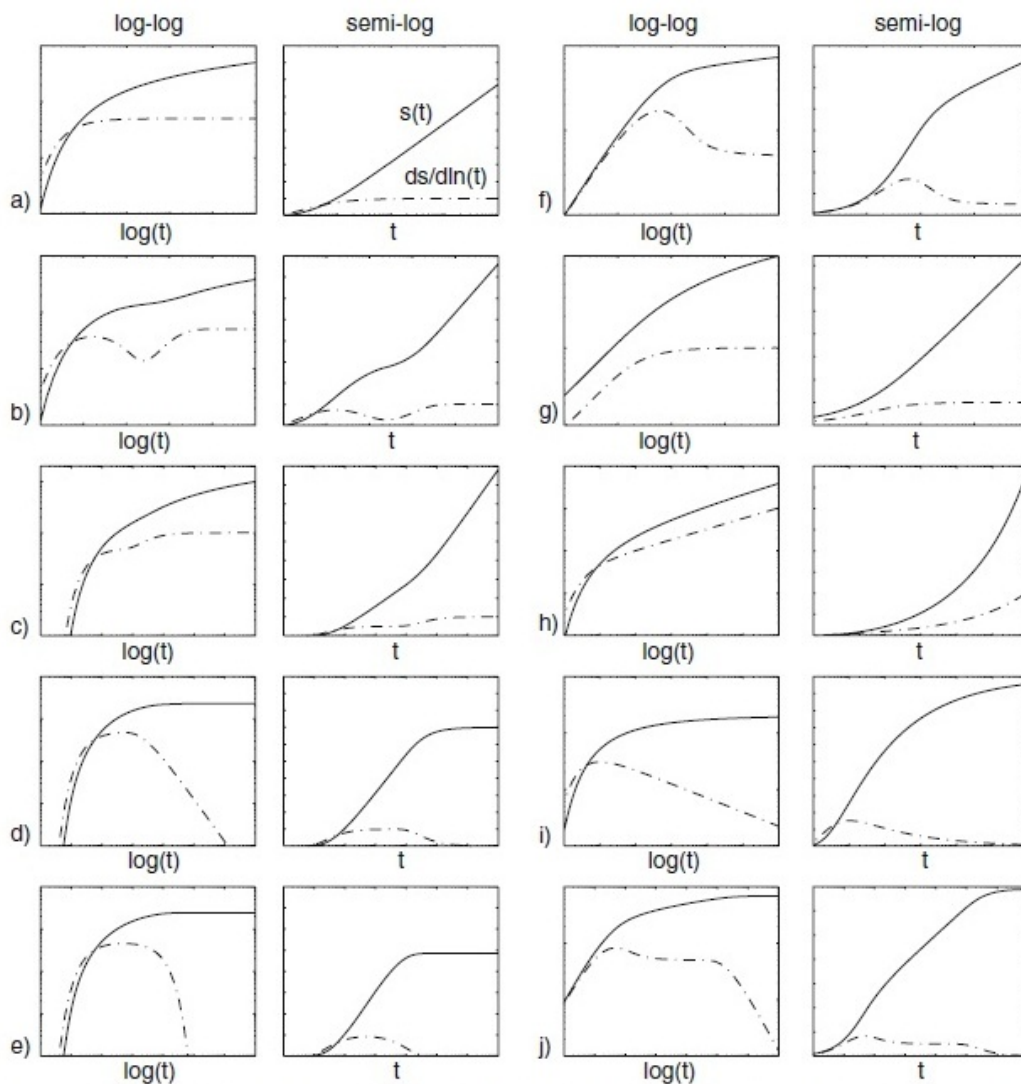 log-log semi-log log-log semi-log
s(t)
ds/dln(t)
a) f)
log(t) t log(t) t
b) g)
log(t) t log(t) t
c) h)
log(t) t log(t) t
d) i)
log(t) t log(t) t
e) j)
log(t) t log(t) t